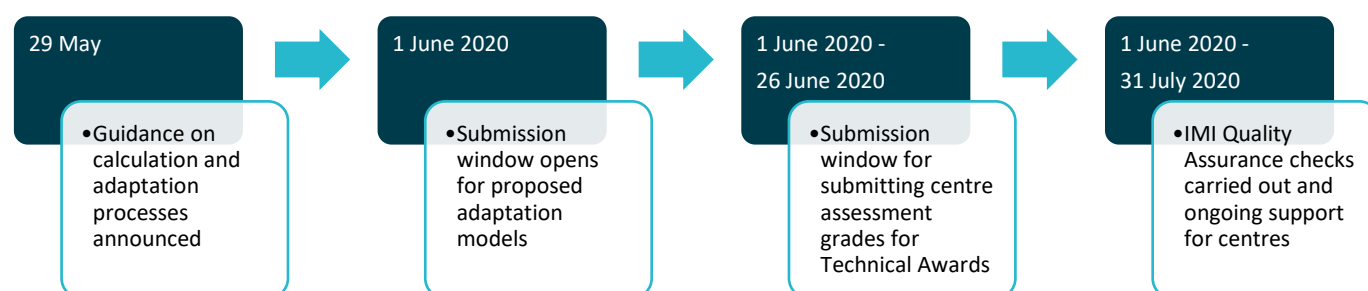 29 May
•Guidance on
calculation and
adaptation
processes
announced
1 June 2020
•Submission
window opens
for proposed
adaptation
models
1 June 2020 -
26 June 2020
•Submission
window for
submitting centre
assessment
grades for
Technical Awards
1 June 2020 -
31 July 2020
•IMI Quality
Assurance checks
carried out and
ongoing support
for centres